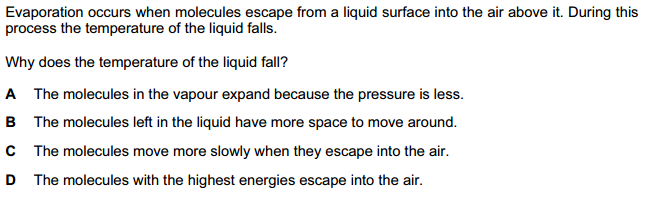 Evaporation occurs when molecules escape from a liquid surface into the air above it. During this
process the temperature of the liquid falls.
Why does the temperature of the liquid fall?
A The molecules in the vapour expand because the pressure is less.
B The molecules left in the liquid have more space to move around.
C The molecules move more slowly when they escape into the air.
D The molecules with the highest energies escape into the air.